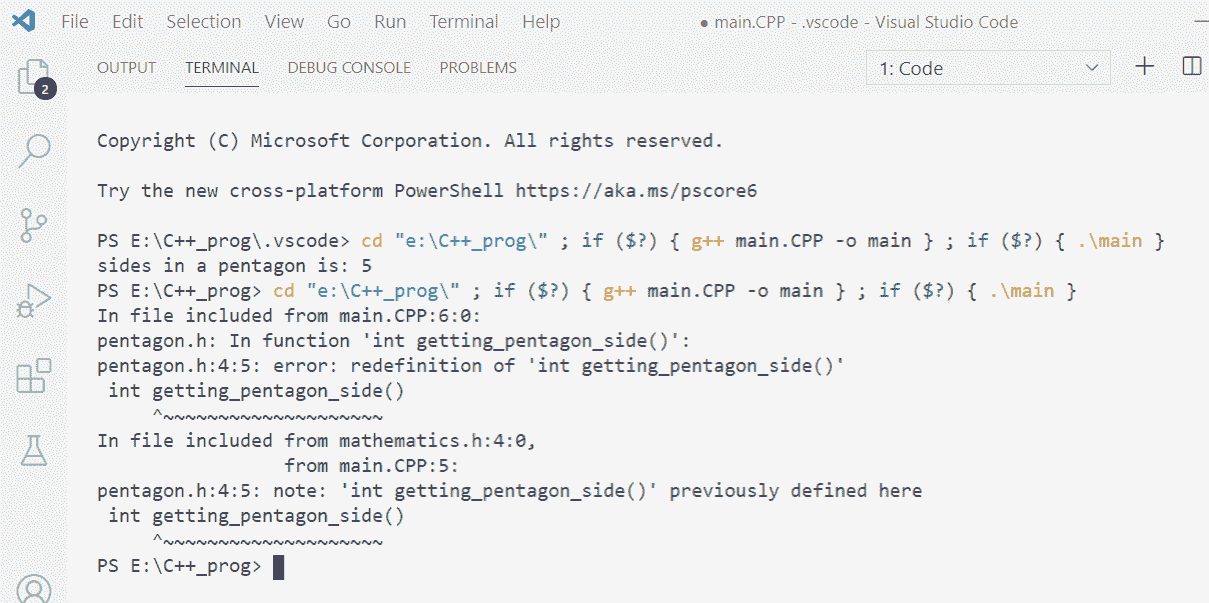 File Edit Selection View Go Run Terminal Help ● main.CPP - .vscode - Visual Studio Code
OUTPUT TERMINAL DEBUG CONSOLE PROBLEMS 1: Code
2
Copyright (C) Microsoft Corporation. All rights reserved.
Try the new cross-platform PowerShell https://aka.ms/pscore6
PS E:\C++_prog\.vscode> cd "e:\C++_prog\" ; if ($?) { g++ main.CPP -o main } ; if ($?) { .\main }
sides in a pentagon is: 5
PS E:\C++_prog> cd "e:\C++_prog\" ; if ($?) { g++ main.CPP -o main } ; if ($?) { .\main }
In file included from main.CPP:6:0:
pentagon.h: In function 'int getting_pentagon_side()':
pentagon.h:4:5: error: redefinition of 'int getting_pentagon_side()'
int getting_pentagon_side()
^~~~~~~~~~~~~~~~~~~~~
In file included from mathematics.h:4:0,
from main.CPP:5:
pentagon.h:4:5: note: 'int getting_pentagon_side()' previously defined here
int getting_pentagon_side()
^~~~~~~~~~~~~~~~~~~~~
PS E:\C++_prog>